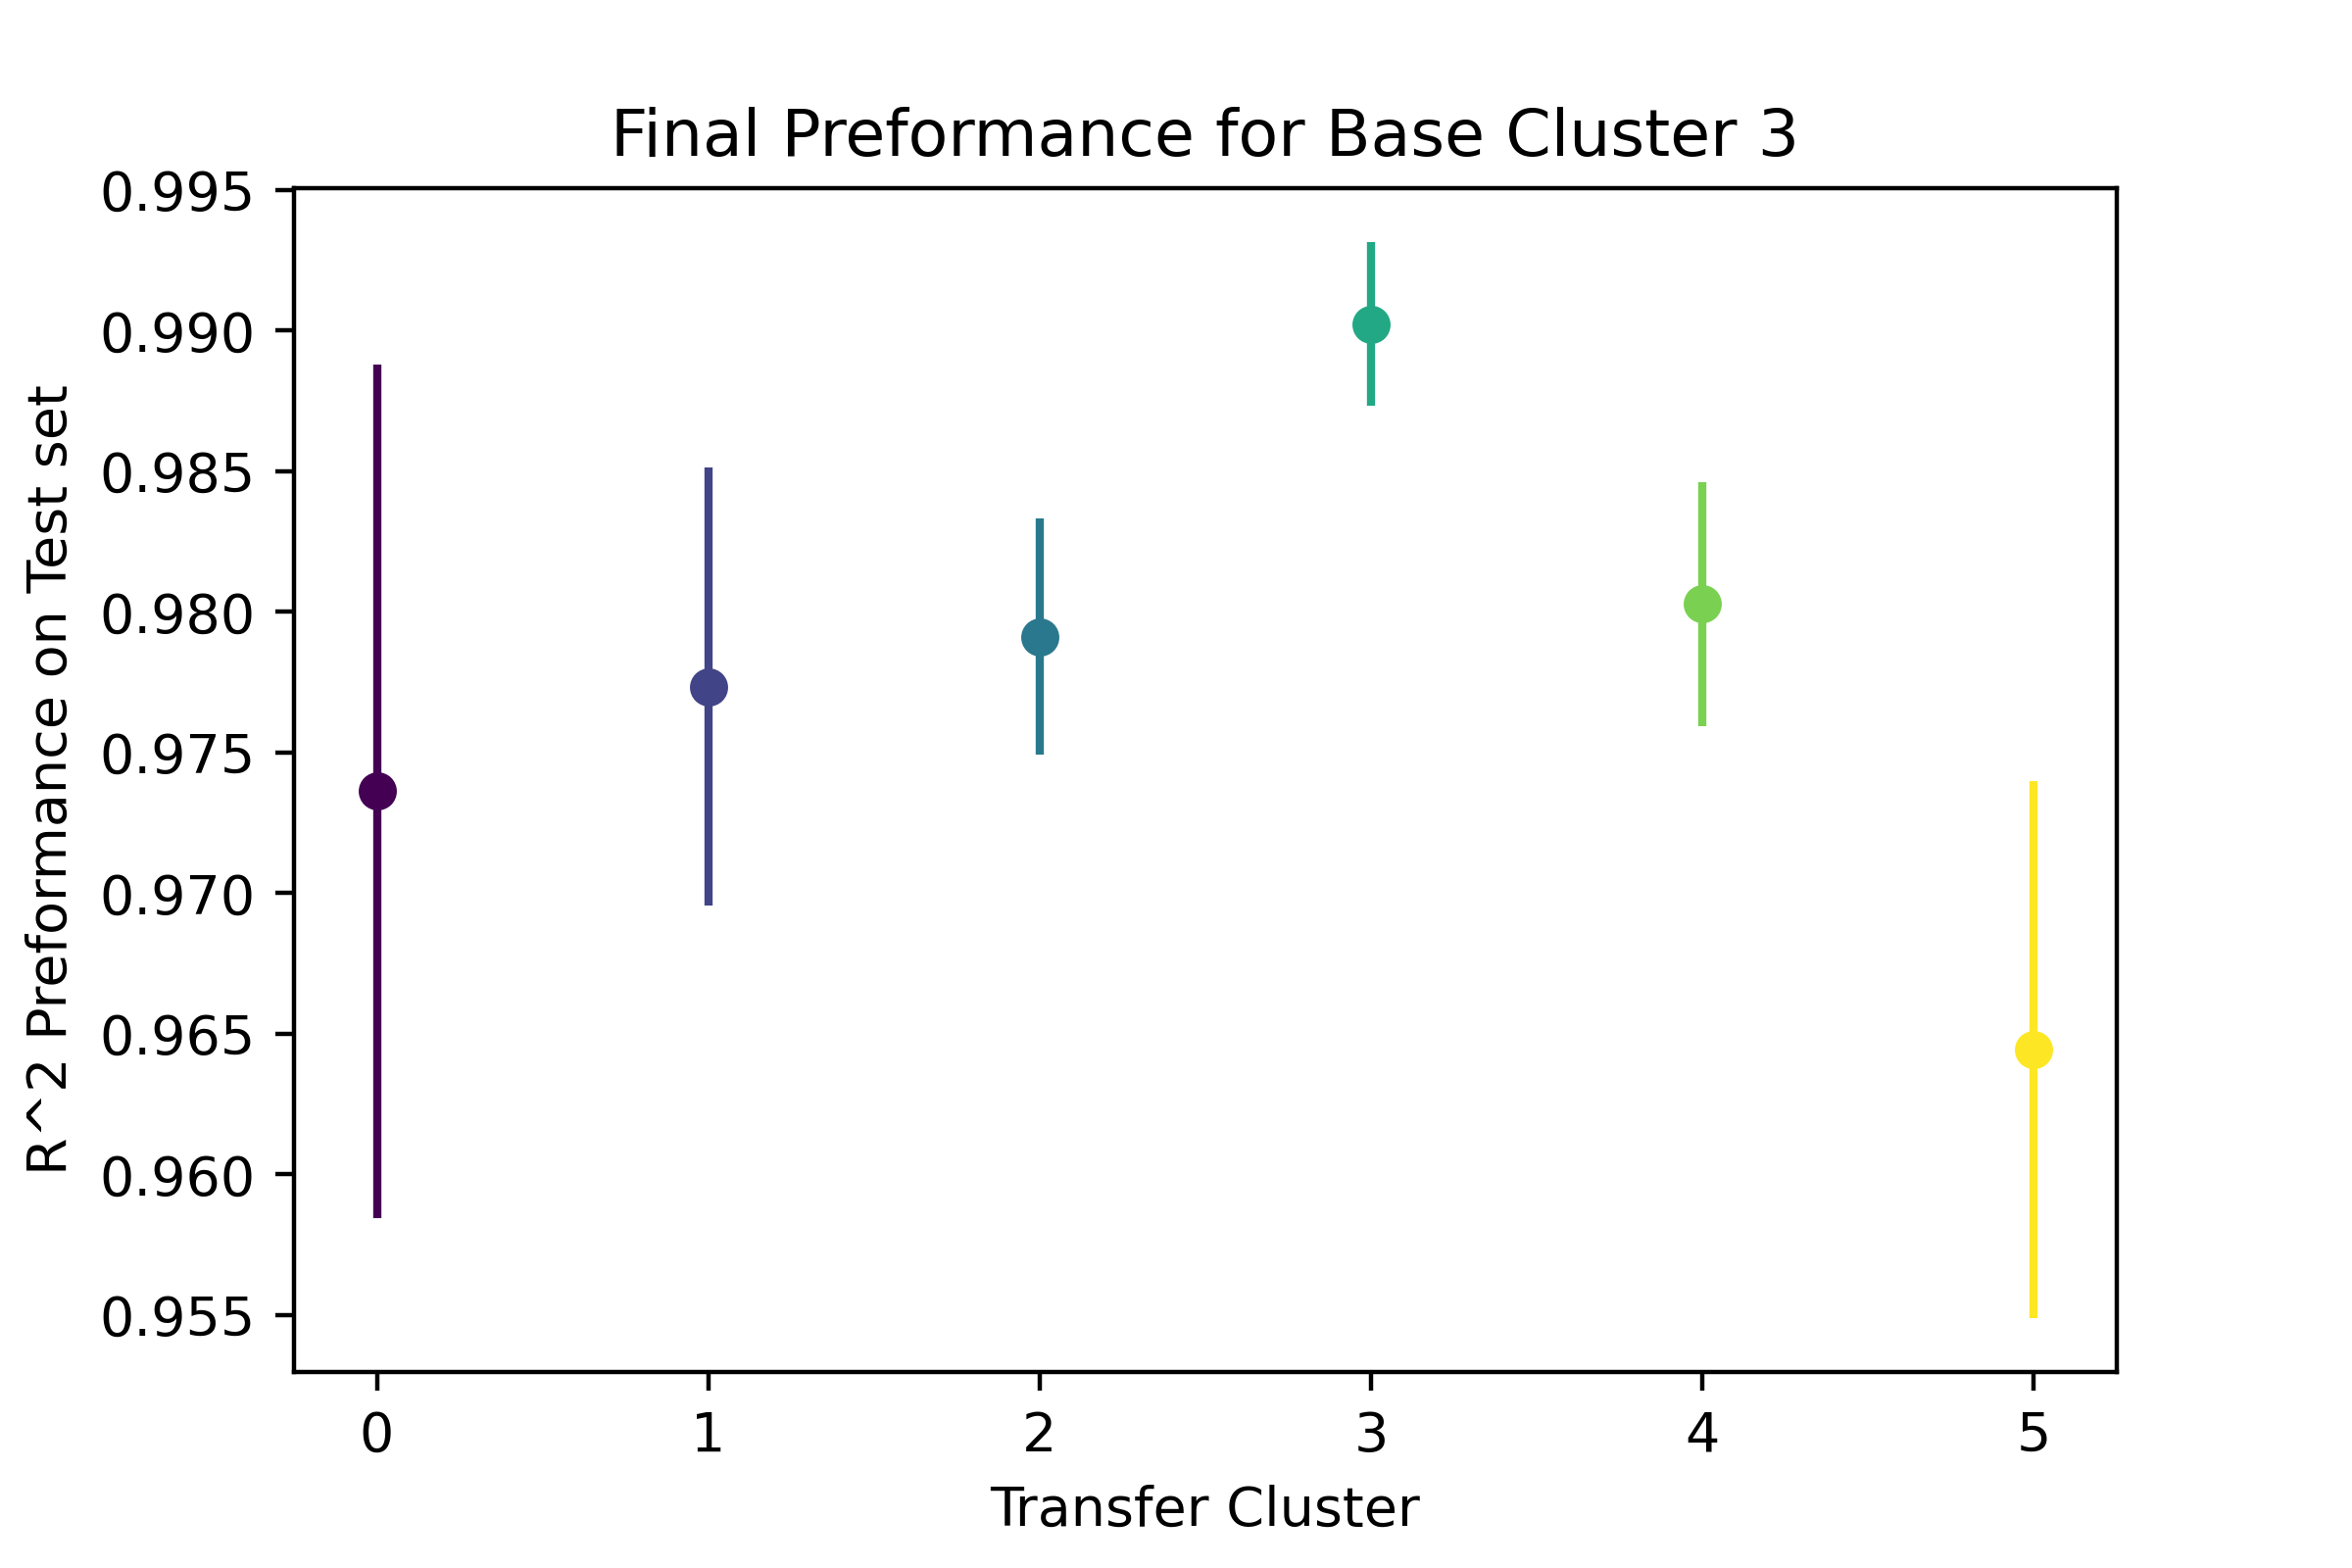 Final Preformance for Base Cluster 3
R^2 Preformance on Test set
0.995
0.990
0.985
0.980
0.975
0.970
0.965
0.960
0.955
0 1 2 3 4 5
Transfer Cluster